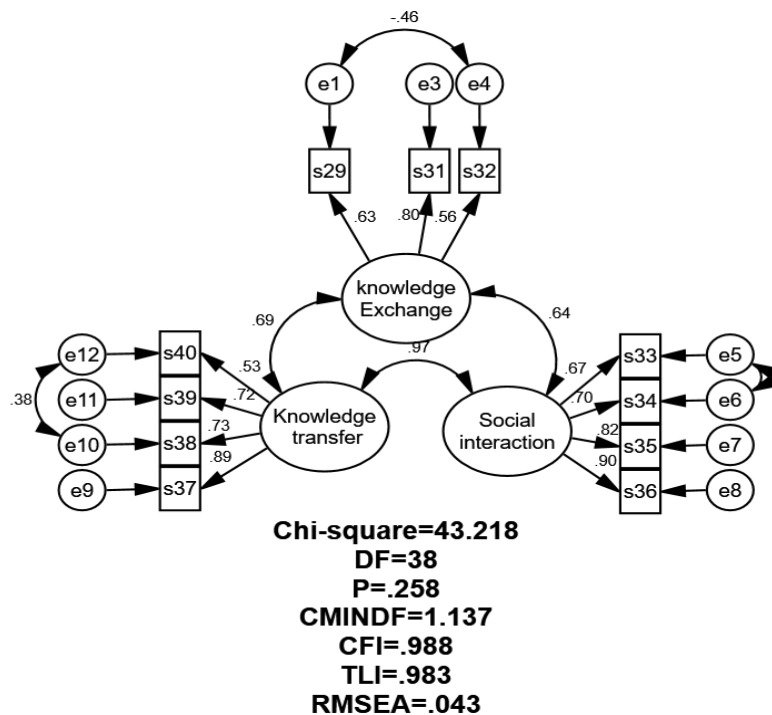 -.46
e1 e3 e4
s29 s31 s32
.63 .80 .56
knowledge
Exchange
.69 .64
.97
e12 s40 s33 e5
.53 .67
e11 s39 s34 e6
.38 .72 .70
Knowledge
transfer
Social
interaction
e10 s38 s35 e7
.73 .82
.89 .90
e9 s37 s36 e8
Chi-square=43.218
DF=38
P=.258
CMINDF=1.137
CFI=.988
TLI=.983
RMSEA=.043